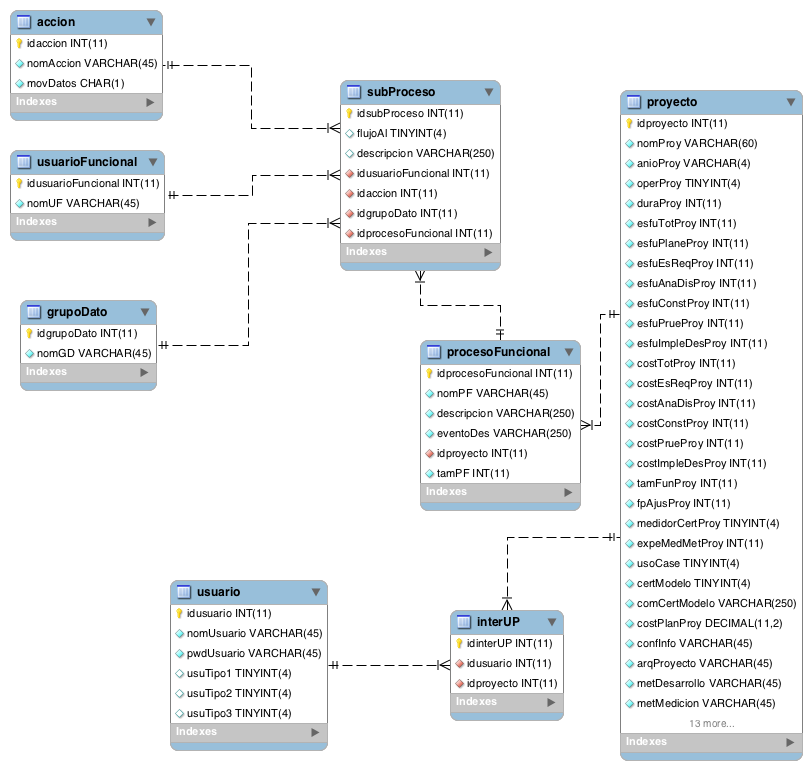 accion
idaccion INT(11)
nomAccion VARCHAR(45)
movDatos CHAR(1)
Indexes
usuarioFuncional
idusuarioFuncional INT(11)
nomUF VARCHAR(45)
Indexes
grupoDato
idgrupoDato INT(11)
nomGD VARCHAR(45)
Indexes
subProceso
idsubProceso INT(11)
flujoAl TINYINT(4)
descripcion VARCHAR(250)
idusuarioFuncional INT(11)
idaccion INT(11)
idgrupoDato INT(11)
idprocesoFuncional INT(11)
Indexes
procesoFuncional
idprocesoFuncional INT(11)
nomPF VARCHAR(45)
descripcion VARCHAR(250)
eventoDes VARCHAR(250)
idproyecto INT(11)
tamPF INT(11)
Indexes
usuario
idusuario INT(11)
nomUsuario VARCHAR(45)
pwdUsuario VARCHAR(45)
usuTipo1 TINYINT(4)
usuTipo2 TINYINT(4)
usuTipo3 TINYINT(4)
Indexes
interUP
idinterUP INT(11)
idusuario INT(11)
idproyecto INT(11)
Indexes
proyecto
idproyecto INT(11)
nomProy VARCHAR(60)
anioProy VARCHAR(4)
operProy TINYINT(4)
duraProy INT(11)
esfuTotProy INT(11)
esfuPlaneProy INT(11)
esfuEsReqProy INT(11)
esfuAnaDisProy INT(11)
esfuConstProy INT(11)
esfuPrueProy INT(11)
esfuImpleDesProy INT(11)
costTotProy INT(11)
costEsReqProy INT(11)
costAnaDisProy INT(11)
costConstProy INT(11)
costPrueProy INT(11)
costImpleDesProy INT(11)
tamFunProy INT(11)
fpAjusProy INT(11)
medidorCertProy TINYINT(4)
expeMedMetProy INT(11)
usoCase TINYINT(4)
certModelo TINYINT(4)
comCertModelo VARCHAR(250)
costPlanProy DECIMAL(11,2)
confInfo VARCHAR(45)
arqProyecto VARCHAR(45)
metDesarrollo VARCHAR(45)
metMedicion VARCHAR(45)
13 more...
Indexes